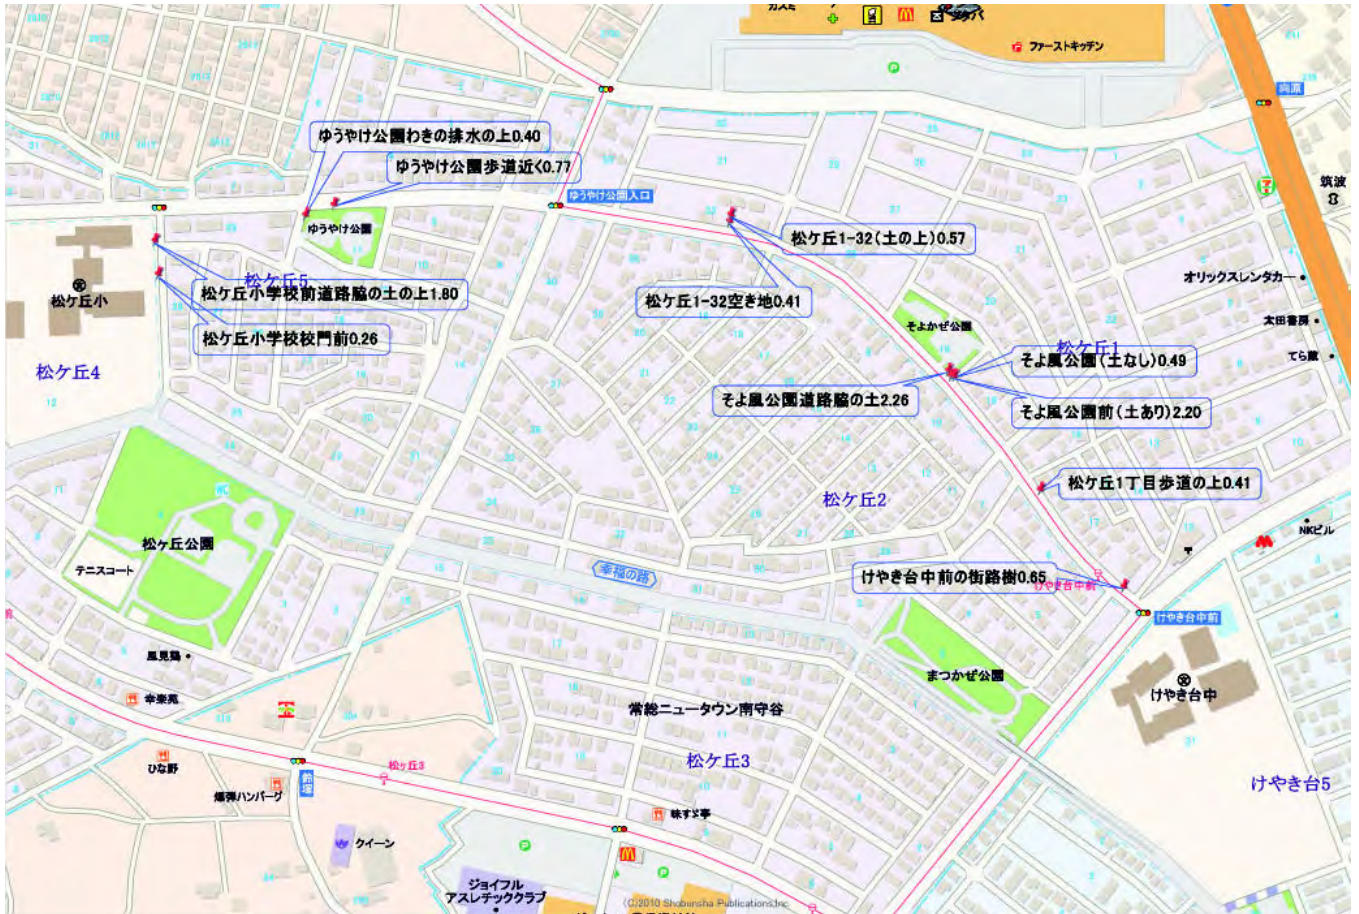 カスミ
ファーストキッチン
向原
ゆうやけ公園わきの排水の上0.40
ゆうやけ公園歩道近く0.77
ゆうやけ公園入口
筑波
ゆうやけ公園
松ケ丘1-32(土の上)0.57
松ケ丘小
松ケ丘5
松ケ丘小学校前道路脇の土の上1.80
松ケ丘1-32空き地0.41
オリックスレンタカー
太田書房
そよかぜ公園
松ケ丘小学校校門前0.26
松ケ丘1
てら蔵
そよ風公園(土なし)0.49
松ケ丘4
そよ風公園道路脇の土2.26
そよ風公園前(土あり)2.20
松ケ丘1丁目歩道の上0.41
松ケ丘2
WC
NKビル
松ケ丘公園
テニスコート
幸福の路
けやき台中前の街路樹0.65
けやき台中前
けやき台中前
風見鶏
まつかぜ公園
けやき台中
幸楽苑
常総ニュータウン南守谷
松ケ丘3
松ケ丘3
ひな野
鈴塚
けやき台5
爆弾ハンバーグ
味すゞ亭
クイーン
ジョイフル
アスレチッククラブ
(C)2010 Shobunsha Publications,Inc.